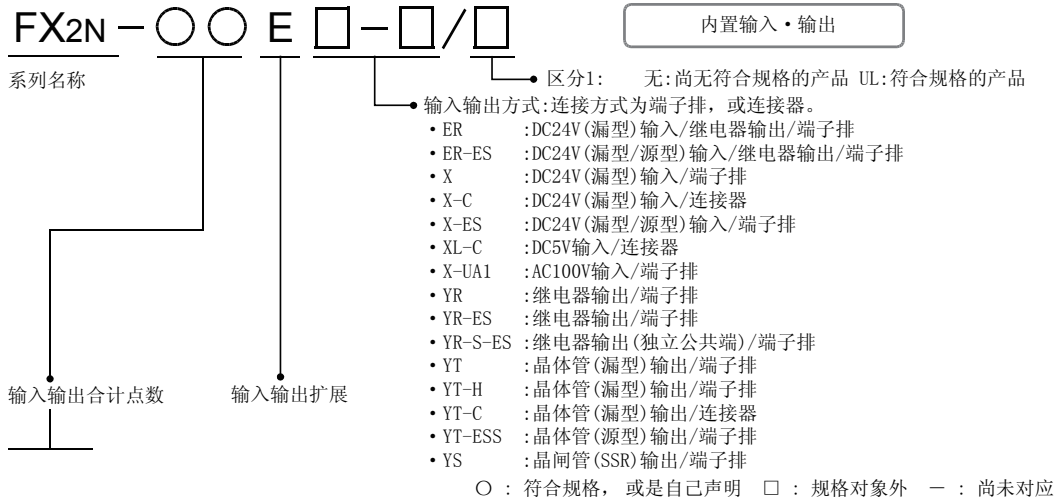 FX2N－○○ E □－□/□
内置输入・输出
系列名称
区分1: 无:尚无符合规格的产品 UL:符合规格的产品
输入输出方式:连接方式为端子排，或连接器。
・ER :DC24V(漏型)输入/继电器输出/端子排
・ER-ES :DC24V(漏型/源型)输入/继电器输出/端子排
・X :DC24V(漏型)输入/端子排
・X-C :DC24V(漏型)输入/连接器
・X-ES :DC24V(漏型/源型)输入/端子排
・XL-C :DC5V输入/连接器
・X-UA1 :AC100V输入/端子排
・YR :继电器输出/端子排
・YR-ES :继电器输出/端子排
・YR-S-ES :继电器输出(独立公共端)/端子排
・YT :晶体管(漏型)输出/端子排
・YT-H :晶体管(漏型)输出/端子排
・YT-C :晶体管(漏型)输出/连接器
・YT-ESS :晶体管(源型)输出/端子排
・YS :晶闸管(SSR)输出/端子排
输入输出合计点数
输入输出扩展
○ : 符合规格, 或是自己声明 □ : 规格对象外 － : 尚未对应